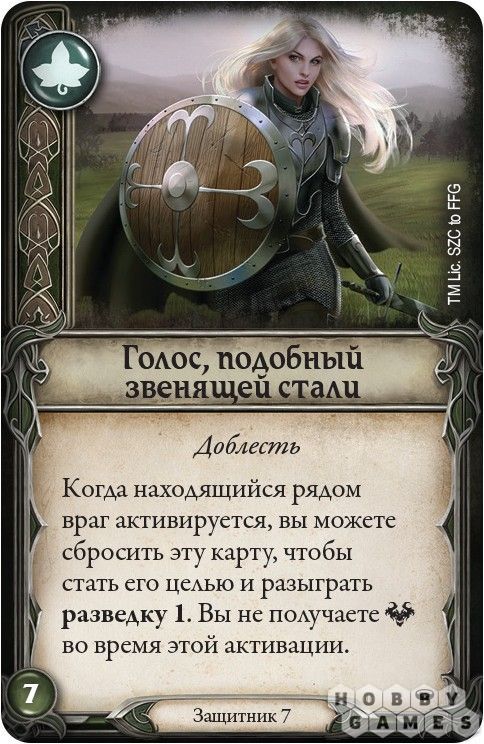 TM Lic. SZC to FFG
Голос, подобный
звенящей стали
Доблесть
Когда находящийся рядом
враг активируется, вы можете
сбросить эту карту, чтобы
стать его целью и разыграть
разведку 1. Вы не получаете
во время этой активации.
7
Защитник 7
HOBBY
GAMES